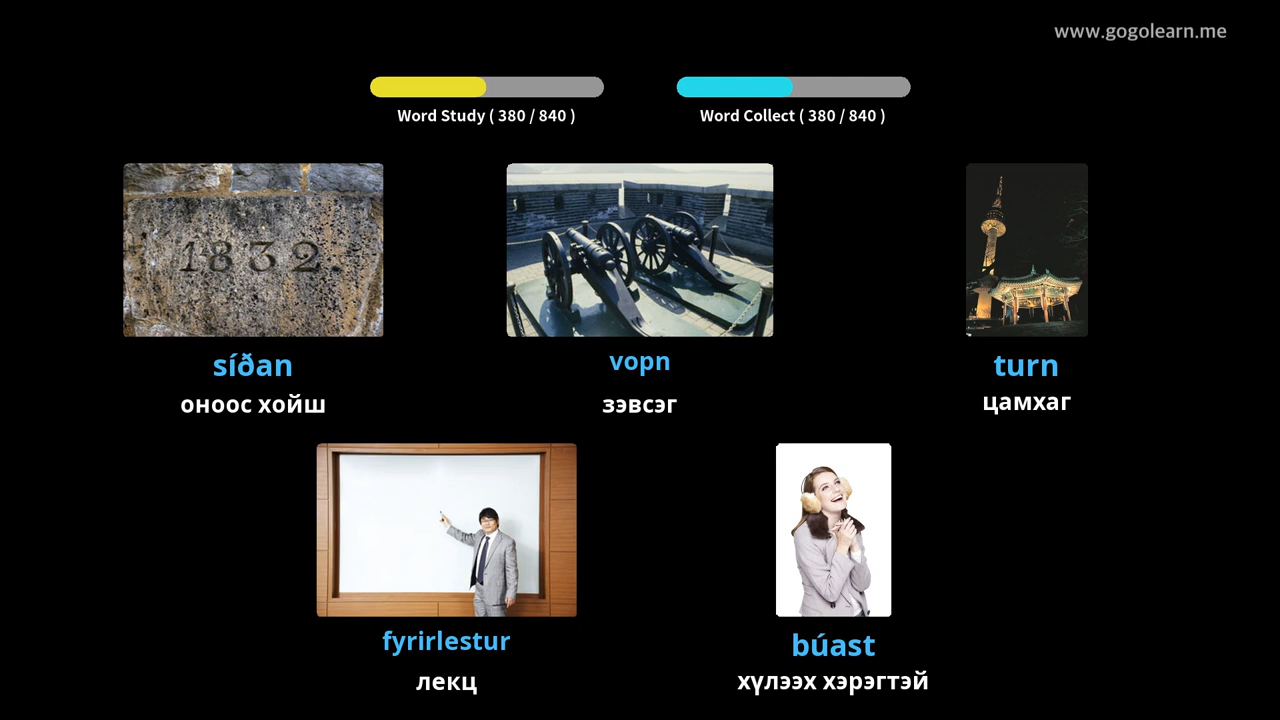 www.gogolearn.me
Word Study ( 380 / 840 )
Word Collect ( 380 / 840 )
1832.
síðan
оноос хойш
vopn
зэвсэг
turn
цамхаг
fyrirlestur
лекц
búast
хүлээх хэрэгтэй